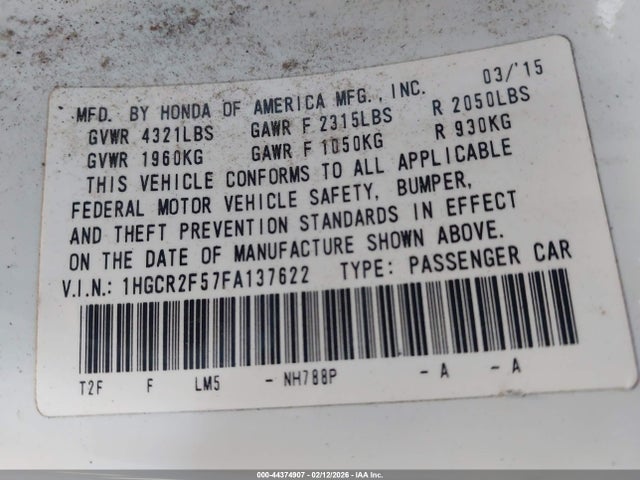 MFD. BY HONDA OF AMERICA MFG., INC. 03/'15
GVWR 4321LBS GAWR F 2315LBS R 2050LBS
GVWR 1960KG GAWR F 1050KG R 930KG
THIS VEHICLE CONFORMS TO ALL APPLICABLE
FEDERAL MOTOR VEHICLE SAFETY, BUMPER,
AND THEFT PREVENTION STANDARDS IN EFFECT
ON THE DATE OF MANUFACTURE SHOWN ABOVE.
V.I.N.: 1HGCR2F57FA137622 TYPE: PASSENGER CAR
T2F F LM5 - NH788P - A - A
000-44374907 - 02/12/2026 - IAA Inc.